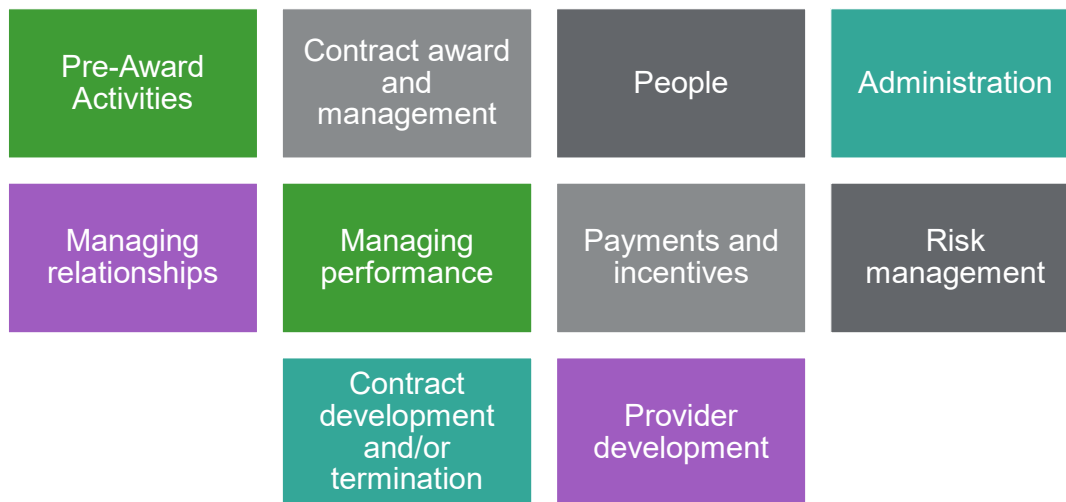 Pre-Award
Activities
Contract award
and
management
People
Administration
Managing
relationships
Managing
performance
Payments and
incentives
Risk
management
Contract
development
and/or
termination
Provider
development